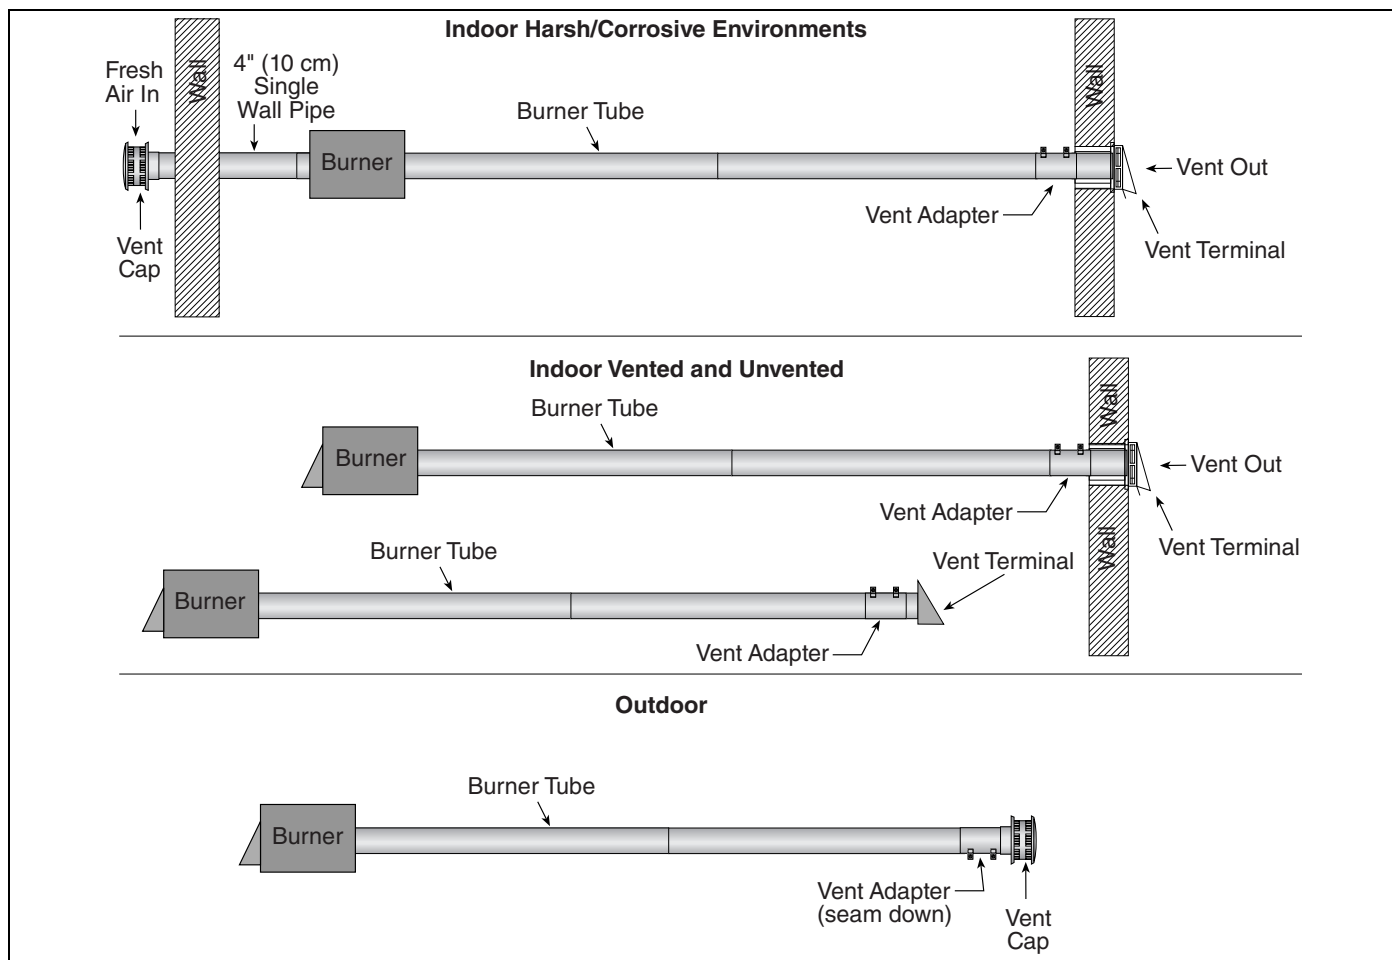 Indoor Harsh/Corrosive Environments
Fresh
Air In
Wall
4" (10 cm)
Single
Wall Pipe
Burner Tube
Wall
Burner
Vent Out
Vent Adapter
Vent
Cap
Vent Terminal
Indoor Vented and Unvented
Burner Tube
Wall
Burner
Vent Out
Vent Adapter
Wall
Vent Terminal
Burner Tube
Vent Terminal
Burner
Vent Adapter
Outdoor
Burner Tube
Burner
Vent Adapter
(seam down)
Vent
Cap